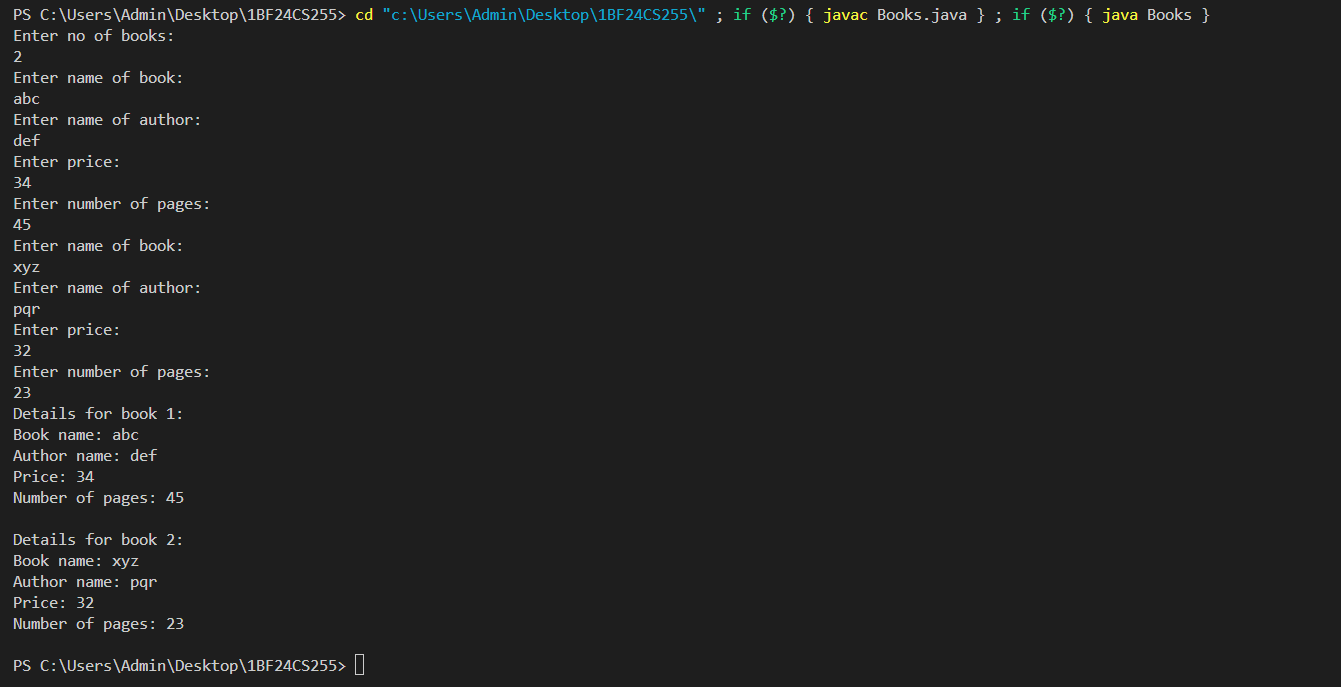 PS C:\Users\Admin\Desktop\1BF24CS255> cd "c:\Users\Admin\Desktop\1BF24CS255\" ; if ($?) { javac Books.java } ; if ($?) { java Books }
Enter no of books:
2
Enter name of book:
abc
Enter name of author:
def
Enter price:
34
Enter number of pages:
45
Enter name of book:
xyz
Enter name of author:
pqr
Enter price:
32
Enter number of pages:
23
Details for book 1:
Book name: abc
Author name: def
Price: 34
Number of pages: 45

Details for book 2:
Book name: xyz
Author name: pqr
Price: 32
Number of pages: 23

PS C:\Users\Admin\Desktop\1BF24CS255>